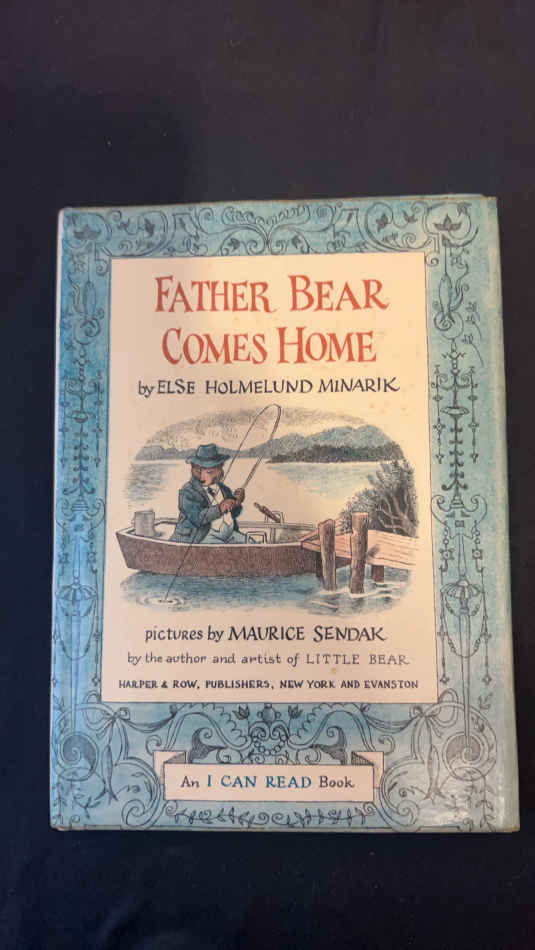 FATHER BEAR
COMES HOME
by ELSE HOLMELUND MINARIK
pictures by MAURICE SENDAK
by the author and artist of LITTLE BEAR
HARPER & ROW, PUBLISHERS, NEW YORK AND EVANSTON
An I CAN READ Book